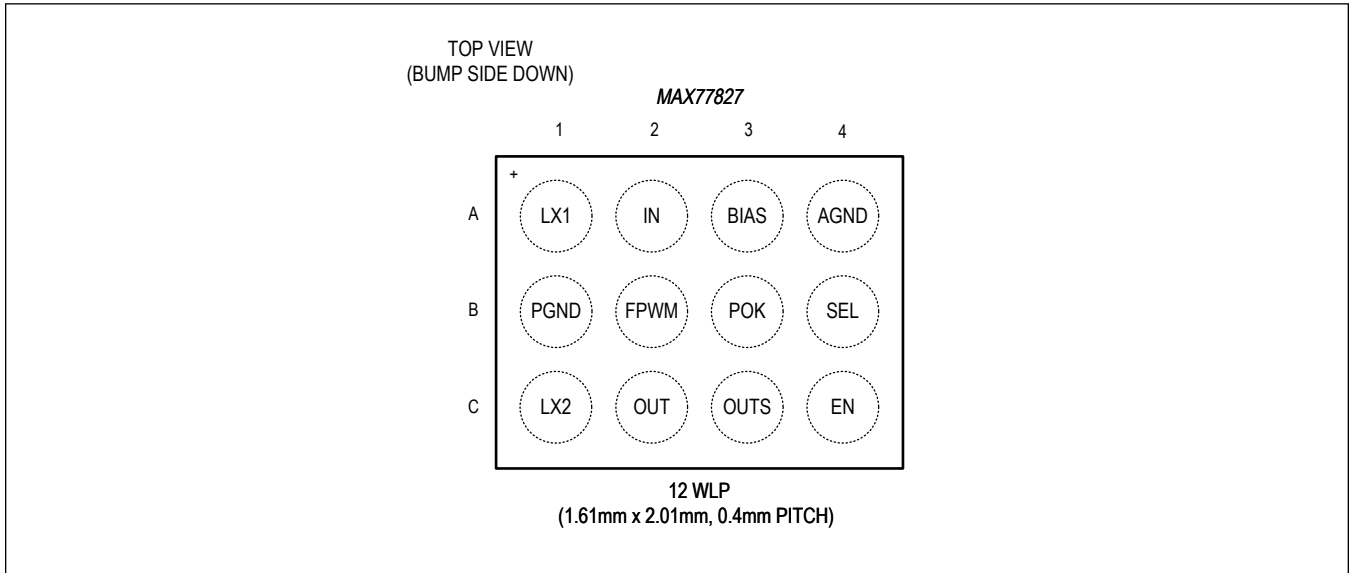 TOP VIEW
(BUMP SIDE DOWN)
MAX77827
1 2 3 4
+
A LX1 IN BIAS AGND
B PGND FPWM POK SEL
C LX2 OUT OUTS EN
12 WLP
(1.61mm x 2.01mm, 0.4mm PITCH)